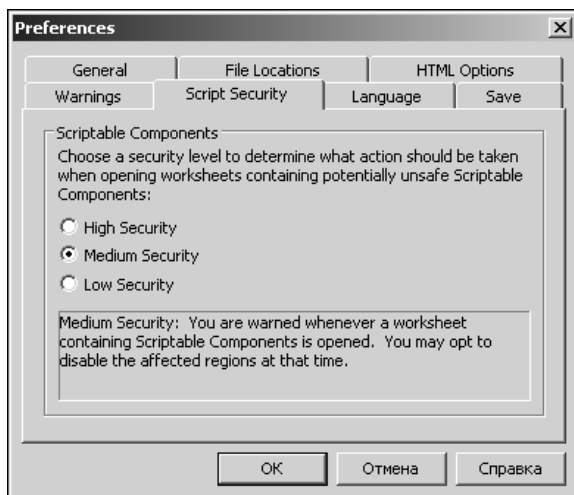 Preferences
General File Locations HTML Options
Warnings Script Security Language Save
Scriptable Components
Choose a security level to determine what action should be taken
when opening worksheets containing potentially unsafe Scriptable
Components:
High Security
Medium Security
Low Security
Medium Security:  You are warned whenever a worksheet
containing Scriptable Components is opened.  You may opt to
disable the affected regions at that time.
ОК Отмена Справка